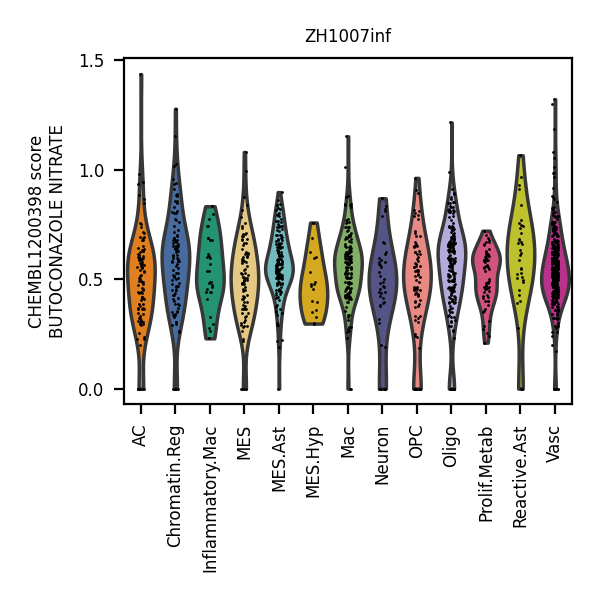 ZH1007inf
CHEMBL1200398 score
BUTOCONAZOLE NITRATE
1.5
1.0
0.5
0.0
AC
Chromatin.Reg
Inflammatory.Mac
MES
MES.Ast
MES.Hyp
Mac
Neuron
OPC
Oligo
Prolif.Metab
Reactive.Ast
Vasc